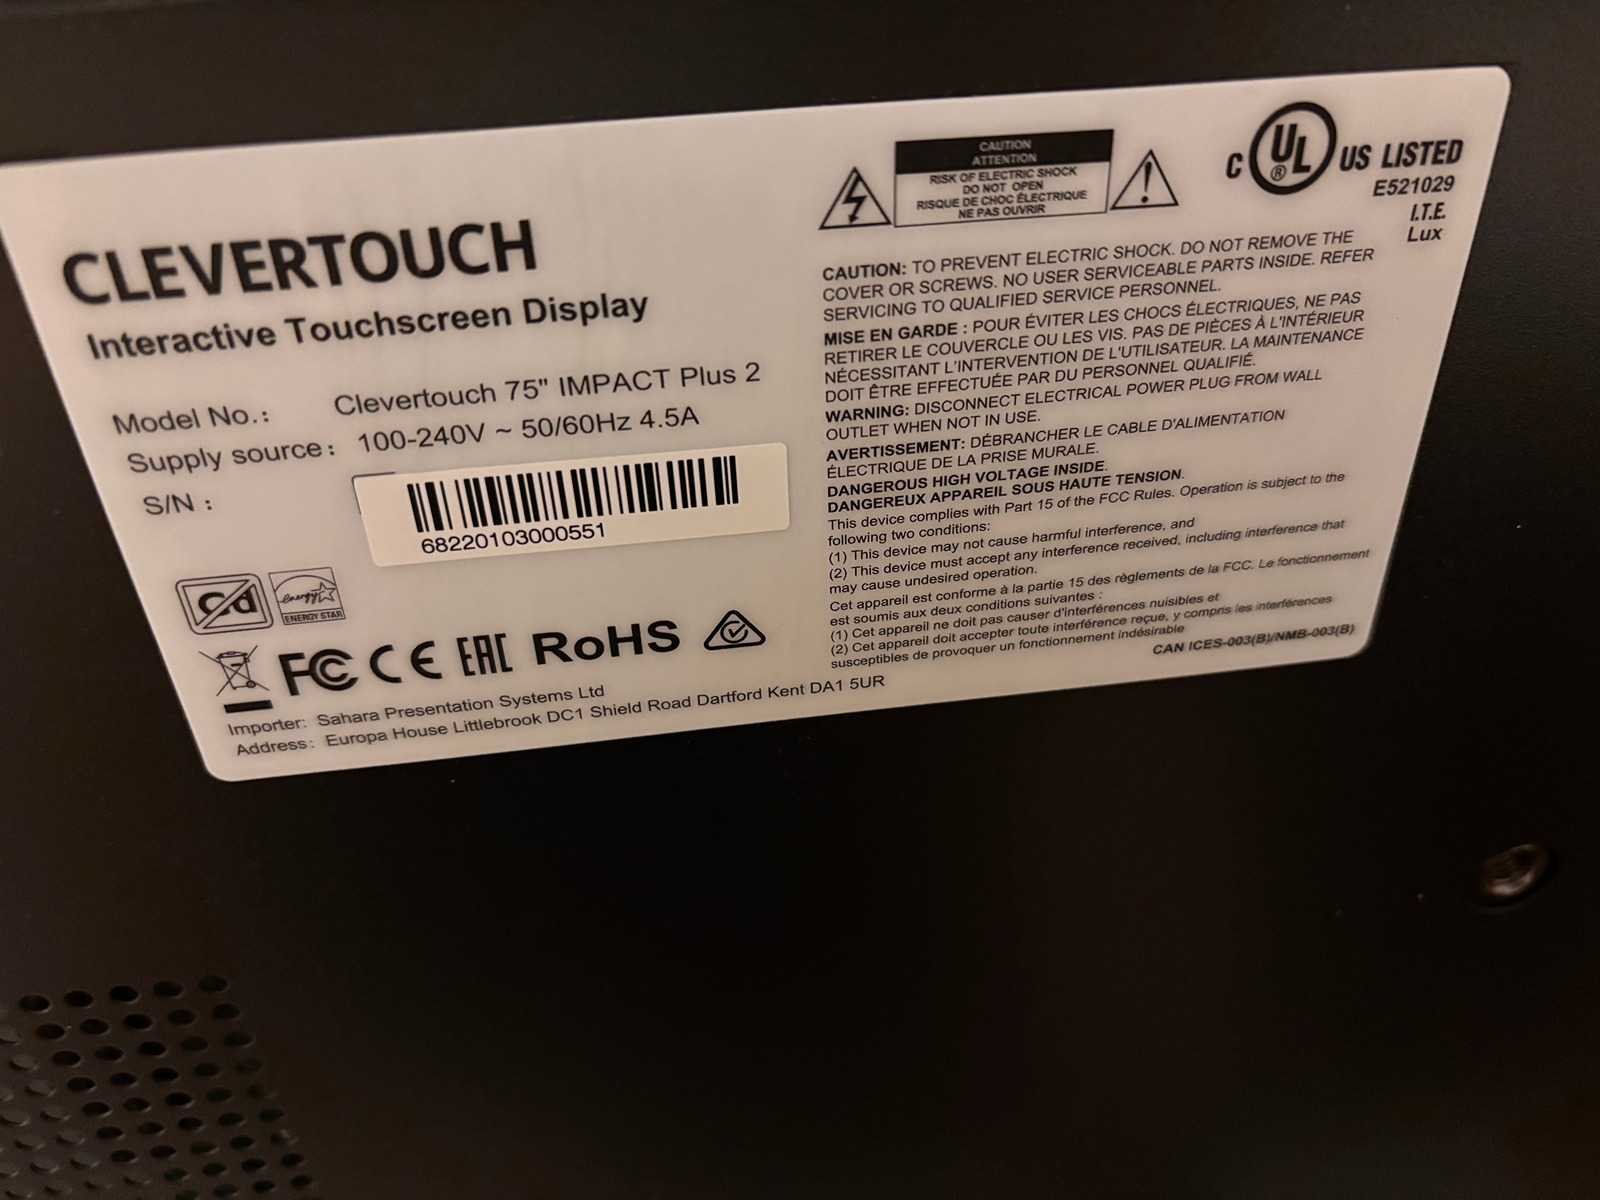 CLEVERTOUCH
Interactive Touchscreen Display
Model No.: Clevertouch 75" IMPACT Plus 2
Supply source: 100-240V ~ 50/60Hz 4.5A
S/N :
68220103000551
Pb
energy
ENERGY STAR
FC CE EAC RoHS
Importer: Sahara Presentation Systems Ltd
Address: Europa House Littlebrook DC1 Shield Road Dartford Kent DA1 5UR
CAUTION
ATTENTION
RISK OF ELECTRIC SHOCK
DO NOT OPEN
RISQUE DE CHOC ÉLECTRIQUE
NE PAS OUVRIR
C UL ® US LISTED
E521029
I.T.E.
Lux
CAUTION: TO PREVENT ELECTRIC SHOCK. DO NOT REMOVE THE
COVER OR SCREWS. NO USER SERVICEABLE PARTS INSIDE. REFER
SERVICING TO QUALIFIED SERVICE PERSONNEL.
MISE EN GARDE : POUR ÉVITER LES CHOCS ÉLECTRIQUES, NE PAS
RETIRER LE COUVERCLE OU LES VIS. PAS DE PIÈCES À L'INTÉRIEUR
NÉCESSITANT L'INTERVENTION DE L'UTILISATEUR. LA MAINTENANCE
DOIT ÊTRE EFFECTUÉE PAR DU PERSONNEL QUALIFIÉ.
WARNING: DISCONNECT ELECTRICAL POWER PLUG FROM WALL
OUTLET WHEN NOT IN USE.
AVERTISSEMENT: DÉBRANCHER LE CABLE D'ALIMENTATION
ÉLECTRIQUE DE LA PRISE MURALE.
DANGEROUS HIGH VOLTAGE INSIDE.
DANGEREUX APPAREIL SOUS HAUTE TENSION.
This device complies with Part 15 of the FCC Rules. Operation is subject to the
following two conditions:
(1) This device may not cause harmful interference, and
(2) This device must accept any interference received, including interference that
may cause undesired operation.
Cet appareil est conforme à la partie 15 des règlements de la FCC. Le fonctionnement
est soumis aux deux conditions suivantes :
(1) Cet appareil ne doit pas causer d'interférences nuisibles et
(2) Cet appareil doit accepter toute interférence reçue, y compris les interférences
susceptibles de provoquer un fonctionnement indésirable
CAN ICES-003(B)/NMB-003(B)